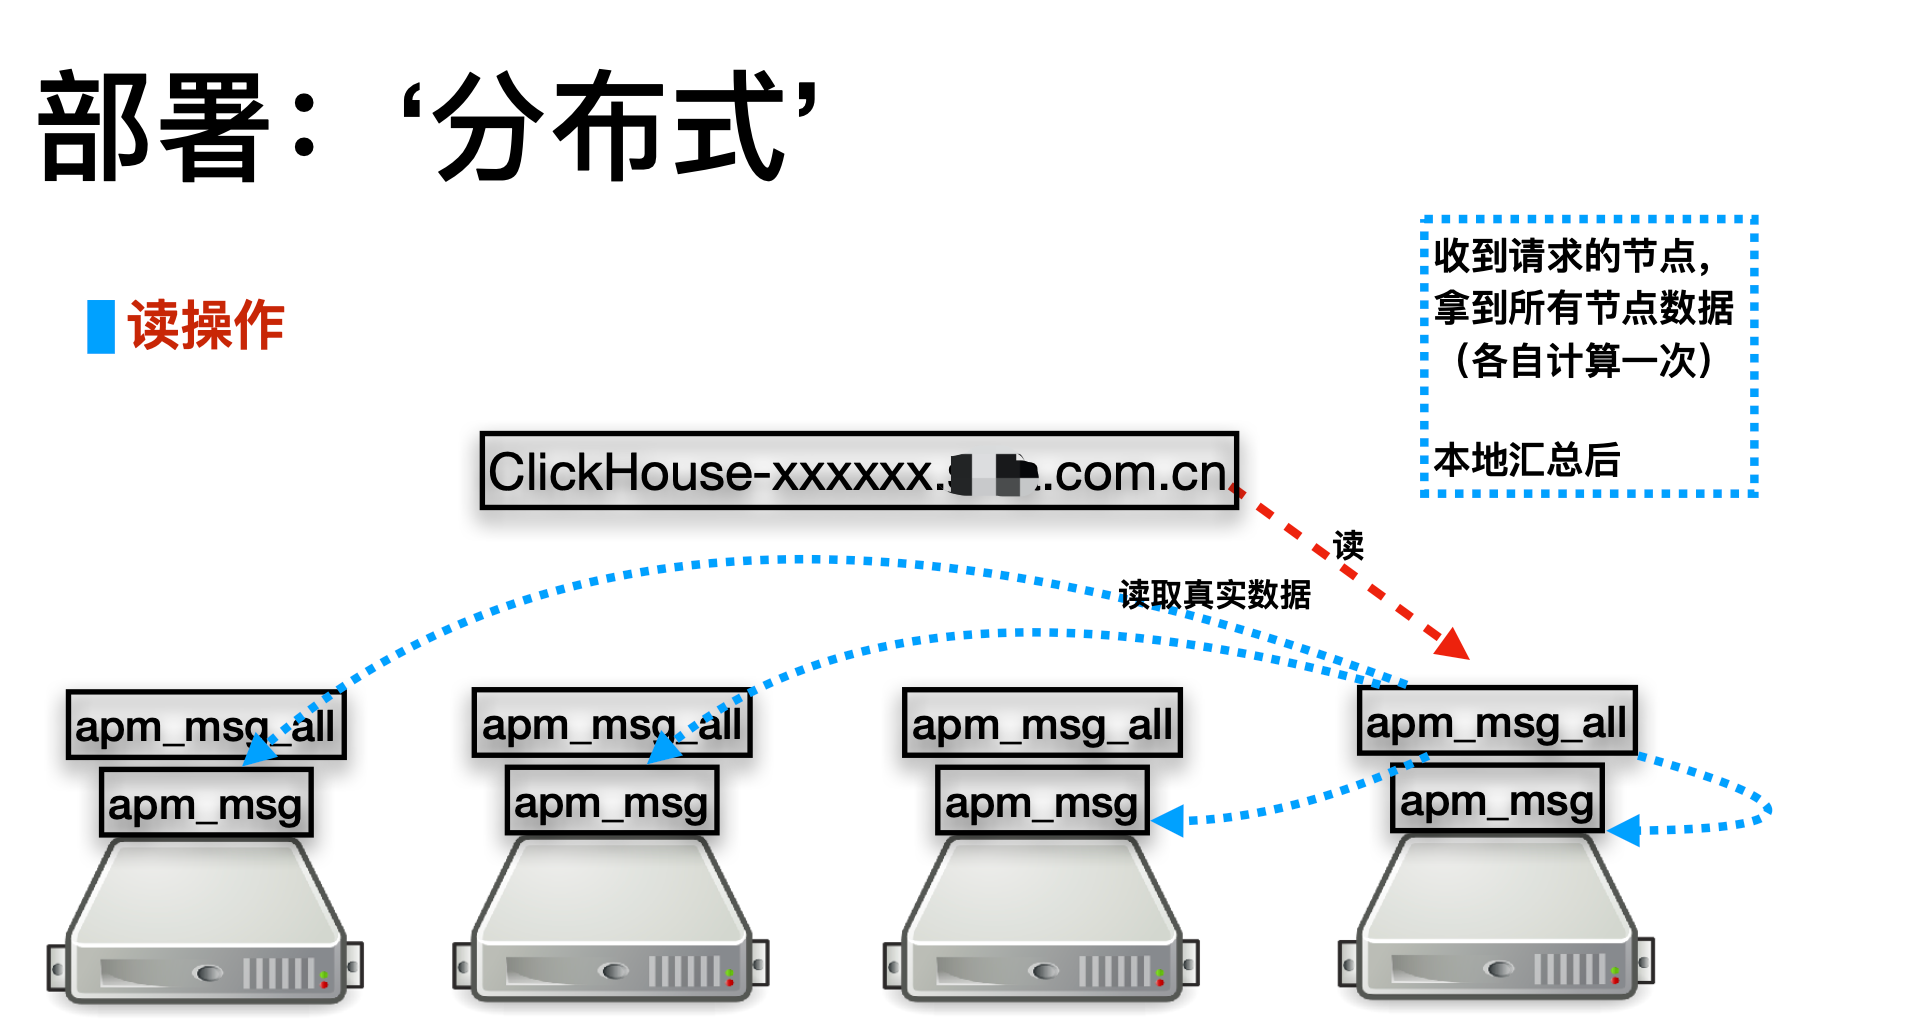 部署：‘分布式’
读操作
收到请求的节点，
拿到所有节点数据
（各自计算一次）
本地汇总后
ClickHouse-xxxxxx. .com.cn
读
读取真实数据
apm_msg_all
apm_msg_all
apm_msg_all
apm_msg_all
apm_msg
apm_msg
apm_msg
apm_msg